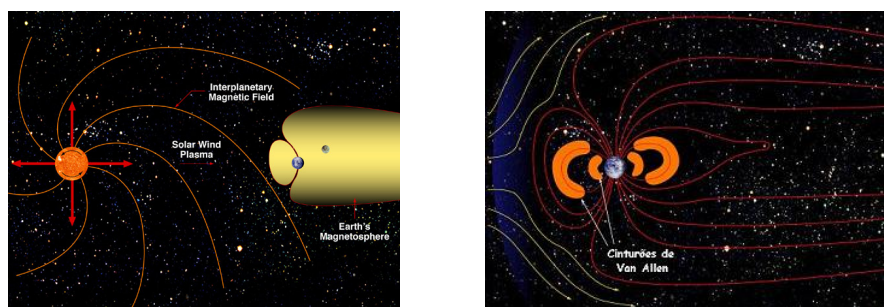 Interplanetary
Magnetic Field
Solar Wind
Plasma
Earth's
Magnetosphere
Cinturões de
Van Allen